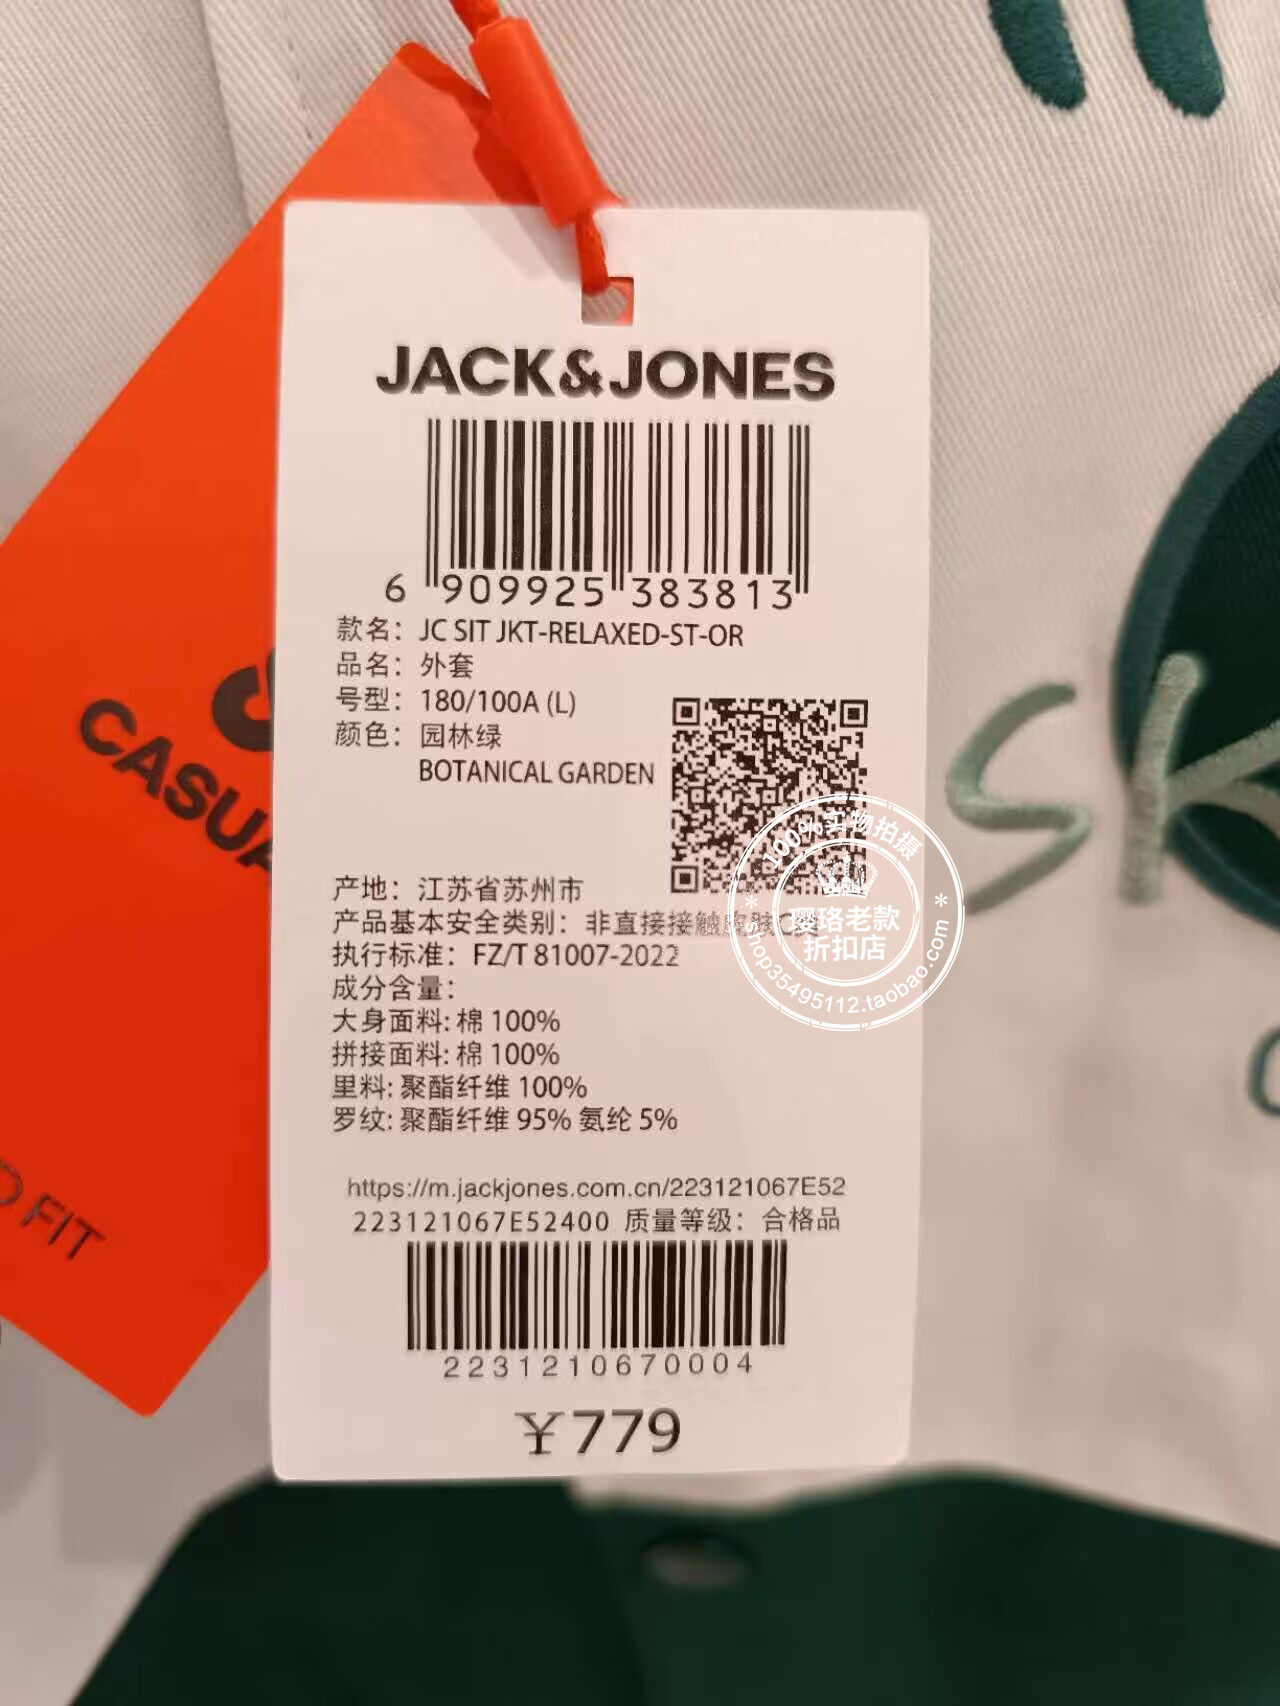 JACK&JONES
6 909925 383813
款名：JC SIT JKT-RELAXED-ST-OR
品名：外套
号型：180/100A (L)
颜色：园林绿
BOTANICAL GARDEN
产地：江苏省苏州市
产品基本安全类别：非直接接触
执行标准：FZ/T 81007-2022
成分含量：
大身面料: 棉 100%
拼接面料: 棉 100%
里料: 聚酯纤维 100%
罗纹: 聚酯纤维 95% 氨纶 5%
https://m.jackjones.com.cn/223121067E52
223121067E52400 质量等级：合格品
2231210670004
￥779
CASUA
FIT
SK
100%实物拍摄
璎珞老款
折扣店
shop35495112.taobao.com